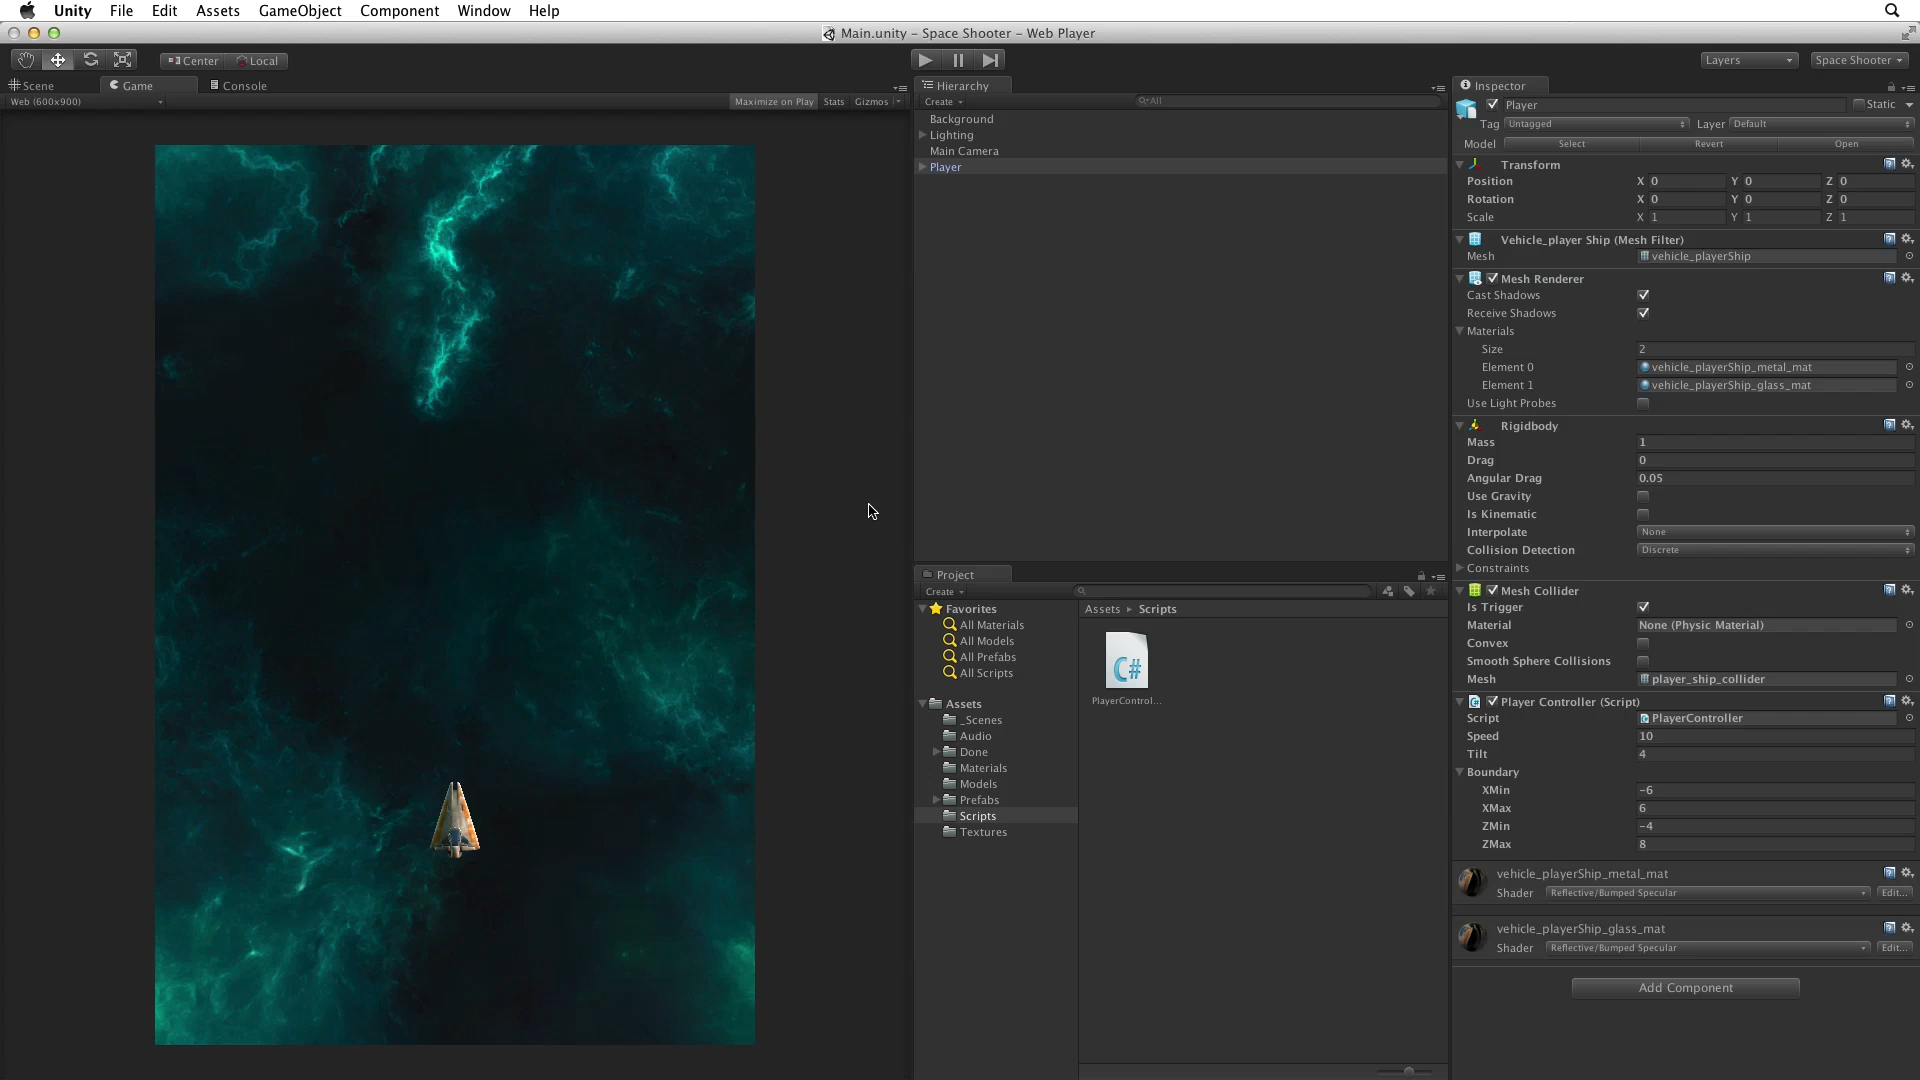 Unity File Edit Assets GameObject Component Window Help
Main.unity – Space Shooter – Web Player
Center Local
Layers
Space Shooter
Scene Game Console
Web (600x900)
Maximize on Play Stats Gizmos
Hierarchy
Create
All
Background
Lighting
Main Camera
Player
Project
Create
Favorites
All Materials
All Models
All Prefabs
All Scripts
Assets
_Scenes
Audio
Done
Materials
Models
Prefabs
Scripts
Textures
Assets ▸ Scripts
C#
PlayerControl...
Inspector
Player
Static
Tag Untagged Layer Default
Model Select Revert Open
Transform
Position X 0 Y 0 Z 0
Rotation X 0 Y 0 Z 0
Scale X 1 Y 1 Z 1
Vehicle_player Ship (Mesh Filter)
Mesh vehicle_playerShip
Mesh Renderer
Cast Shadows
Receive Shadows
Materials
Size 2
Element 0 vehicle_playerShip_metal_mat
Element 1 vehicle_playerShip_glass_mat
Use Light Probes
Rigidbody
Mass 1
Drag 0
Angular Drag 0.05
Use Gravity
Is Kinematic
Interpolate None
Collision Detection Discrete
Constraints
Mesh Collider
Is Trigger
Material None (Physic Material)
Convex
Smooth Sphere Collisions
Mesh player_ship_collider
Player Controller (Script)
Script PlayerController
Speed 10
Tilt 4
Boundary
XMin -6
XMax 6
ZMin -4
ZMax 8
vehicle_playerShip_metal_mat
Shader Reflective/Bumped Specular Edit...
vehicle_playerShip_glass_mat
Shader Reflective/Bumped Specular Edit...
Add Component